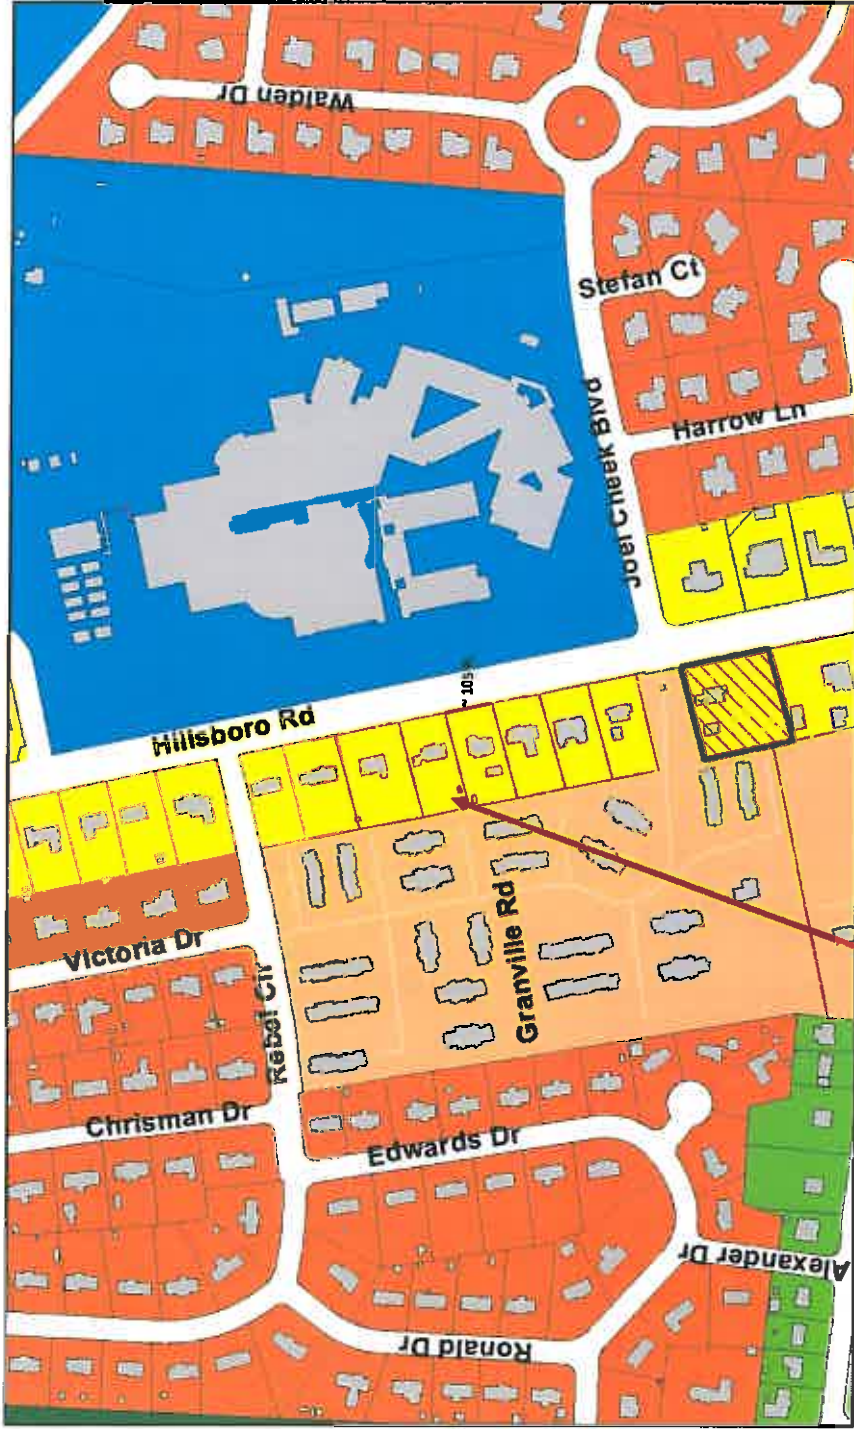 Walden Dr
Stefan Ct
Joel Cheek Blvd
Harrow Ln
Hillsboro Rd
Victoria Dr
Rebel Cir
Granville Rd
Chrisman Dr
Edwards Dr
Alexander Dr
Ronald Dr